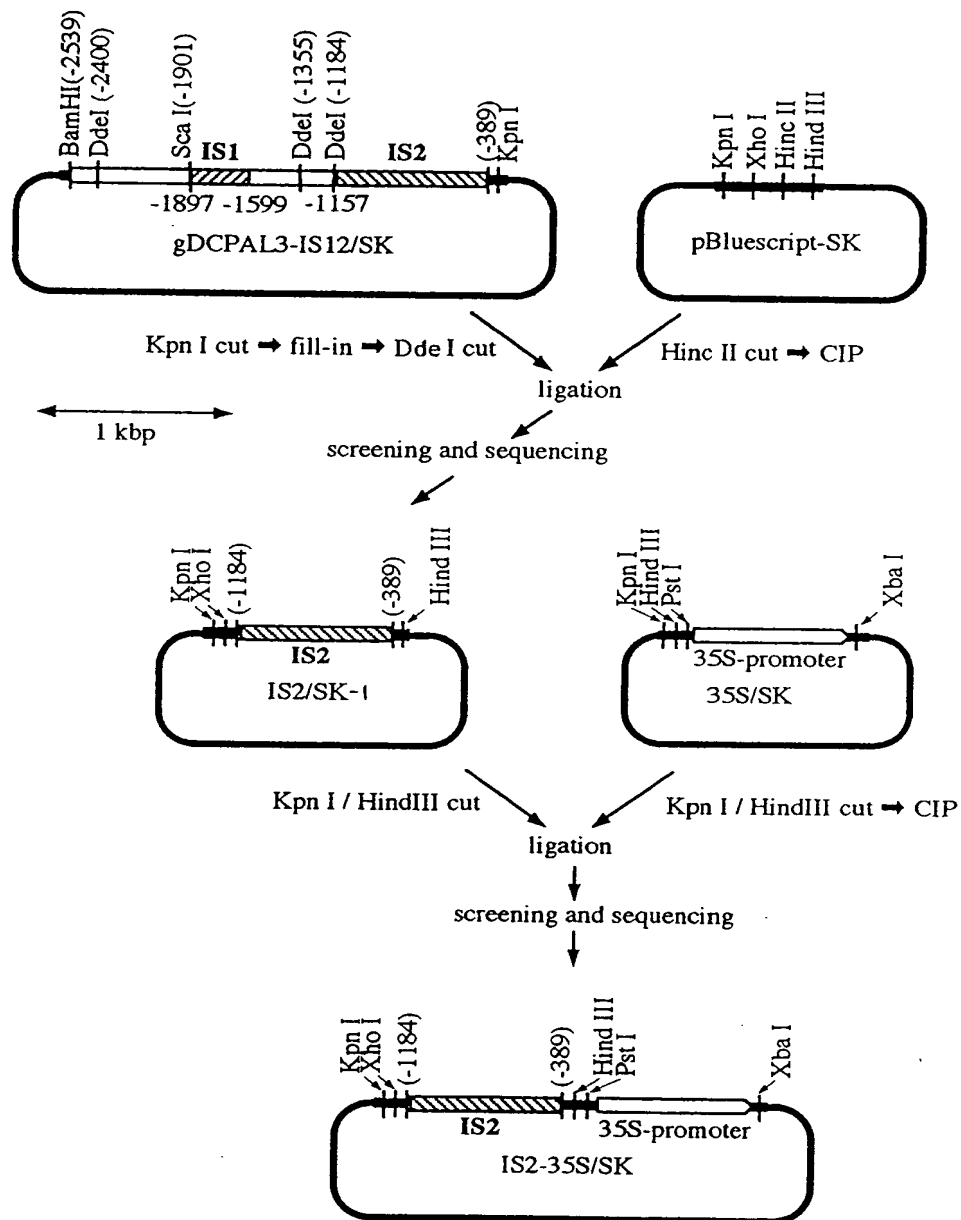 BamHI(-2539)
DdeI (-2400)
Sca I(-1901)
IS1
DdeI (-1355)
DdeI (-1184)
IS2
(-389)
Kpn I
-1897 -1599 -1157
gDCPAL3-IS12/SK
Kpn I
Xho I
Hinc II
Hind III
pBluescript-SK
Kpn I cut ➞ fill-in ➞ Dde I cut
Hinc II cut ➞ CIP
ligation
1 kbp
screening and sequencing
Kpn I
Xho I
(-1184)
(-389)
Hind III
IS2
IS2/SK-1
Kpn I
Hind III
Pst I
Xba I
35S-promoter
35S/SK
Kpn I / HindIII cut
Kpn I / HindIII cut ➞ CIP
ligation
screening and sequencing
Kpn I
Xho I
(-1184)
(-389)
Hind III
Pst I
Xba I
IS2
35S-promoter
IS2-35S/SK